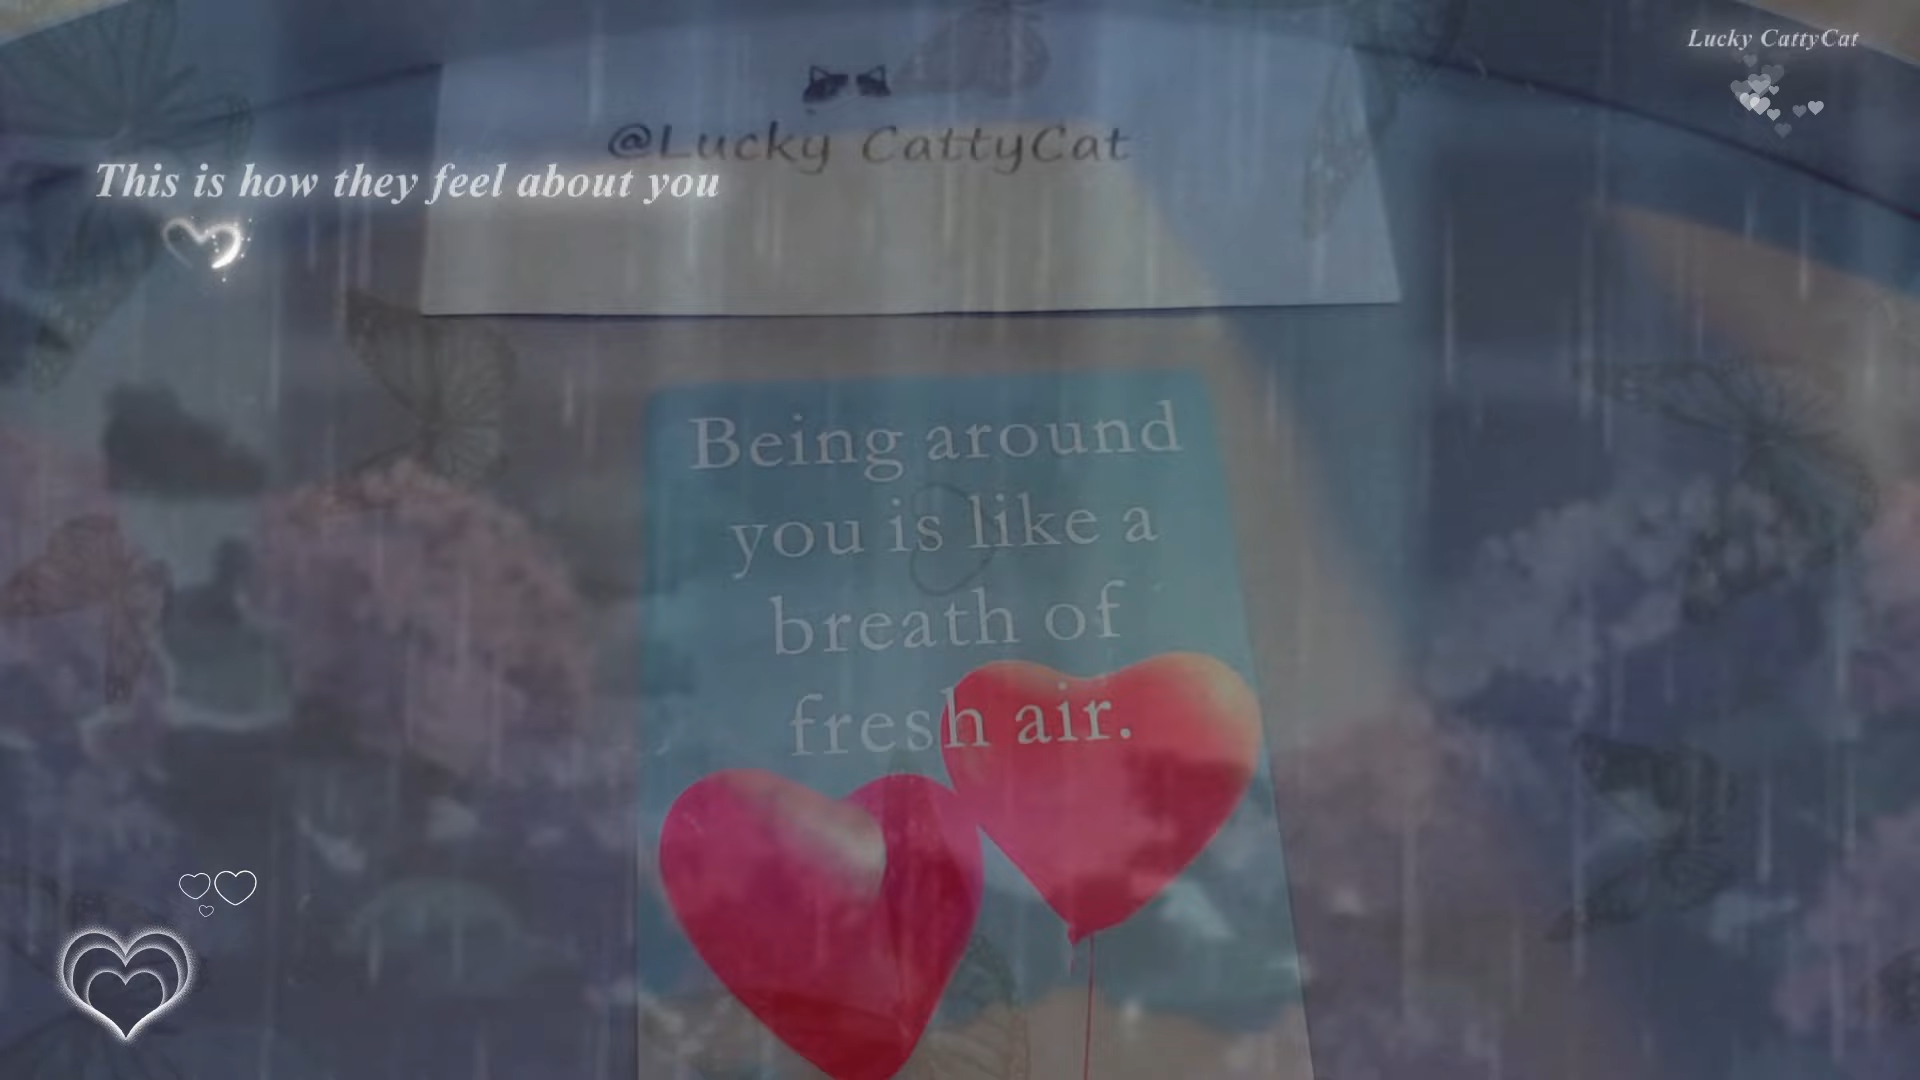 Lucky CattyCat
@Lucky CattyCat
This is how they feel about you
Being around
you is like a
breath of
fresh air.